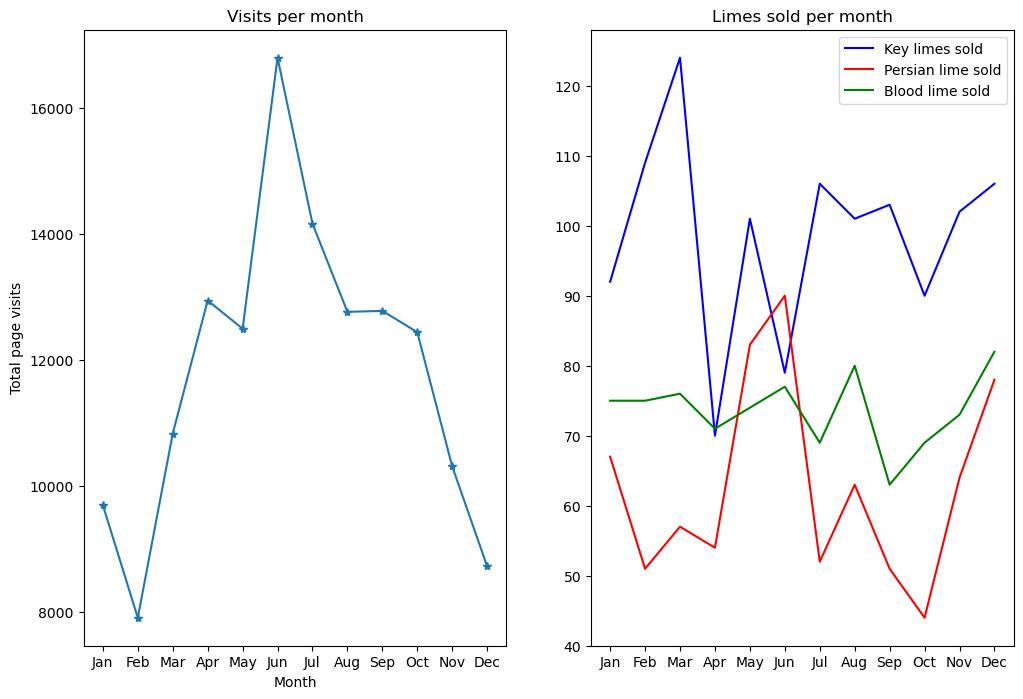 Visits per month
Total page visits
16000
14000
12000
10000
8000
Jan Feb Mar Apr May Jun Jul Aug Sep Oct Nov Dec
Month
Limes sold per month
Key limes sold
Persian lime sold
Blood lime sold
120
110
100
90
80
70
60
50
40
Jan Feb Mar Apr May Jun Jul Aug Sep Oct Nov Dec